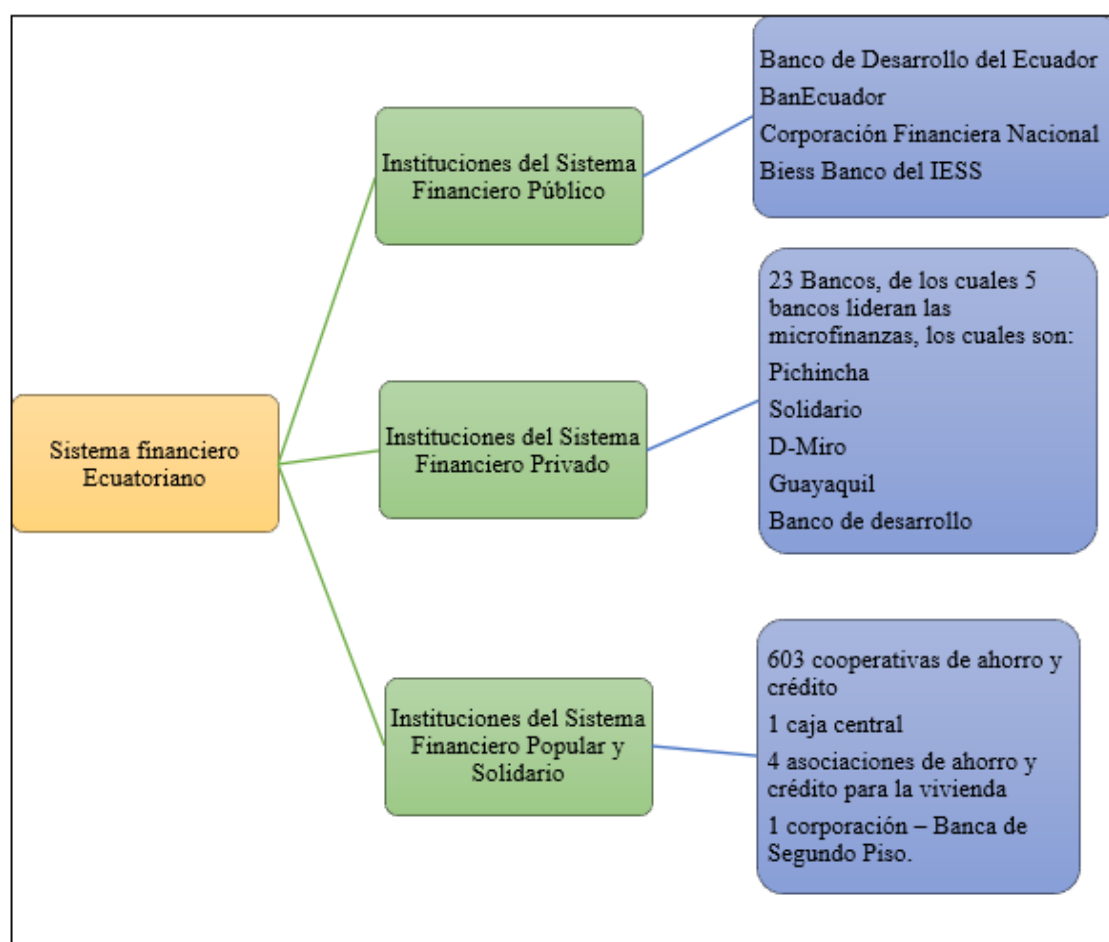 Sistema financiero
Ecuatoriano
Instituciones del Sistema
Financiero Público
Banco de Desarrollo del Ecuador
BanEcuador
Corporación Financiera Nacional
Biess Banco del IESS
Instituciones del Sistema
Financiero Privado
23 Bancos, de los cuales 5
bancos lideran las
microfinanzas, los cuales son:
Pichincha
Solidario
D-Miro
Guayaquil
Banco de desarrollo
Instituciones del Sistema
Financiero Popular y
Solidario
603 cooperativas de ahorro y
crédito
1 caja central
4 asociaciones de ahorro y
crédito para la vivienda
1 corporación – Banca de
Segundo Piso.